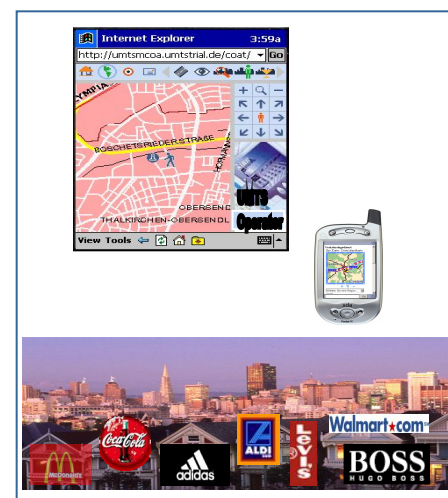 Internet Explorer 3:59a
http://umtsmcoa.umtstrial.de/coat/ Go
OLYMPIA
BOSCHETSRIEDERSTRAßE
HOFMANNS
OBERSEND
THALKIRCHEN-OBERSENDL
UMTS
Operator
View Tools
McDonald's
Coca-Cola
adidas
ALDI
LEVI'S
Walmart.com
BOSS
HUGO BOSS